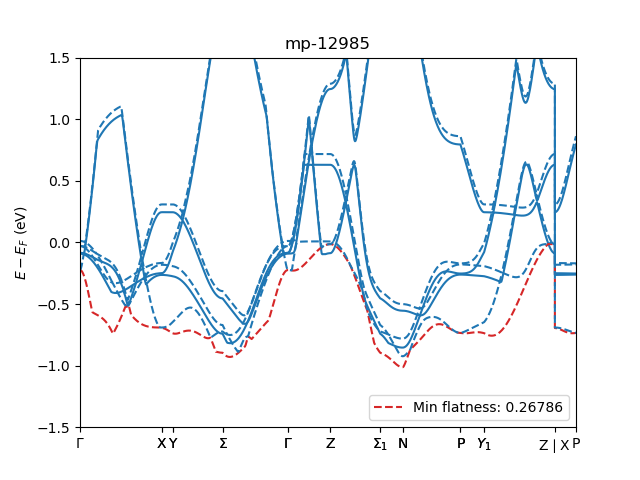 mp-12985
E − E_F (eV)
1.5
1.0
0.5
0.0
−0.5
−1.0
−1.5
Min flatness: 0.26786
Γ X Y Σ Γ Z Σ₁ N P Y₁ Z | X P